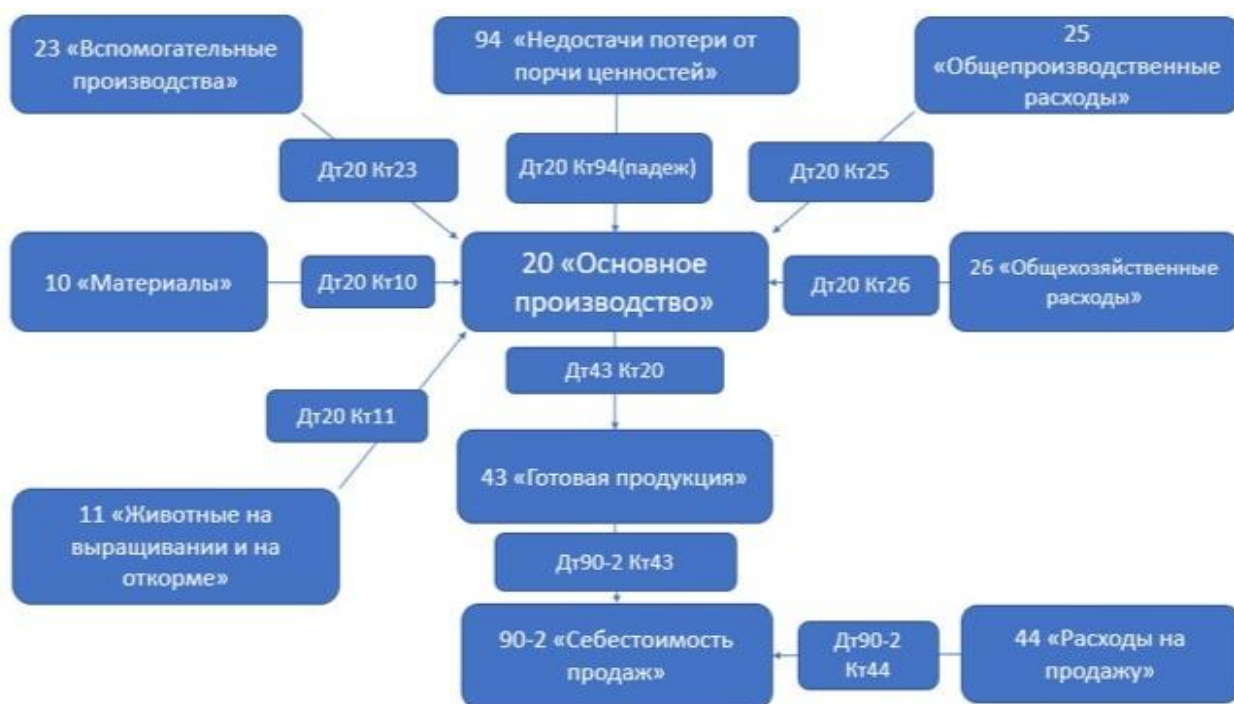 23 «Вспомогательные
производства»
94 «Недостачи потери от
порчи ценностей»
25
«Общепроизводственные
расходы»
Дт20 Кт23
Дт20 Кт94(падеж)
Дт20 Кт25
10 «Материалы»
Дт20 Кт10
20 «Основное
производство»
Дт20 Кт26
26 «Общехозяйственные
расходы»
Дт43 Кт20
Дт20 Кт11
43 «Готовая продукция»
11 «Животные на
выращивании и на
откорме»
Дт90-2 Кт43
90-2 «Себестоимость
продаж»
Дт90-2
Кт44
44 «Расходы на
продажу»